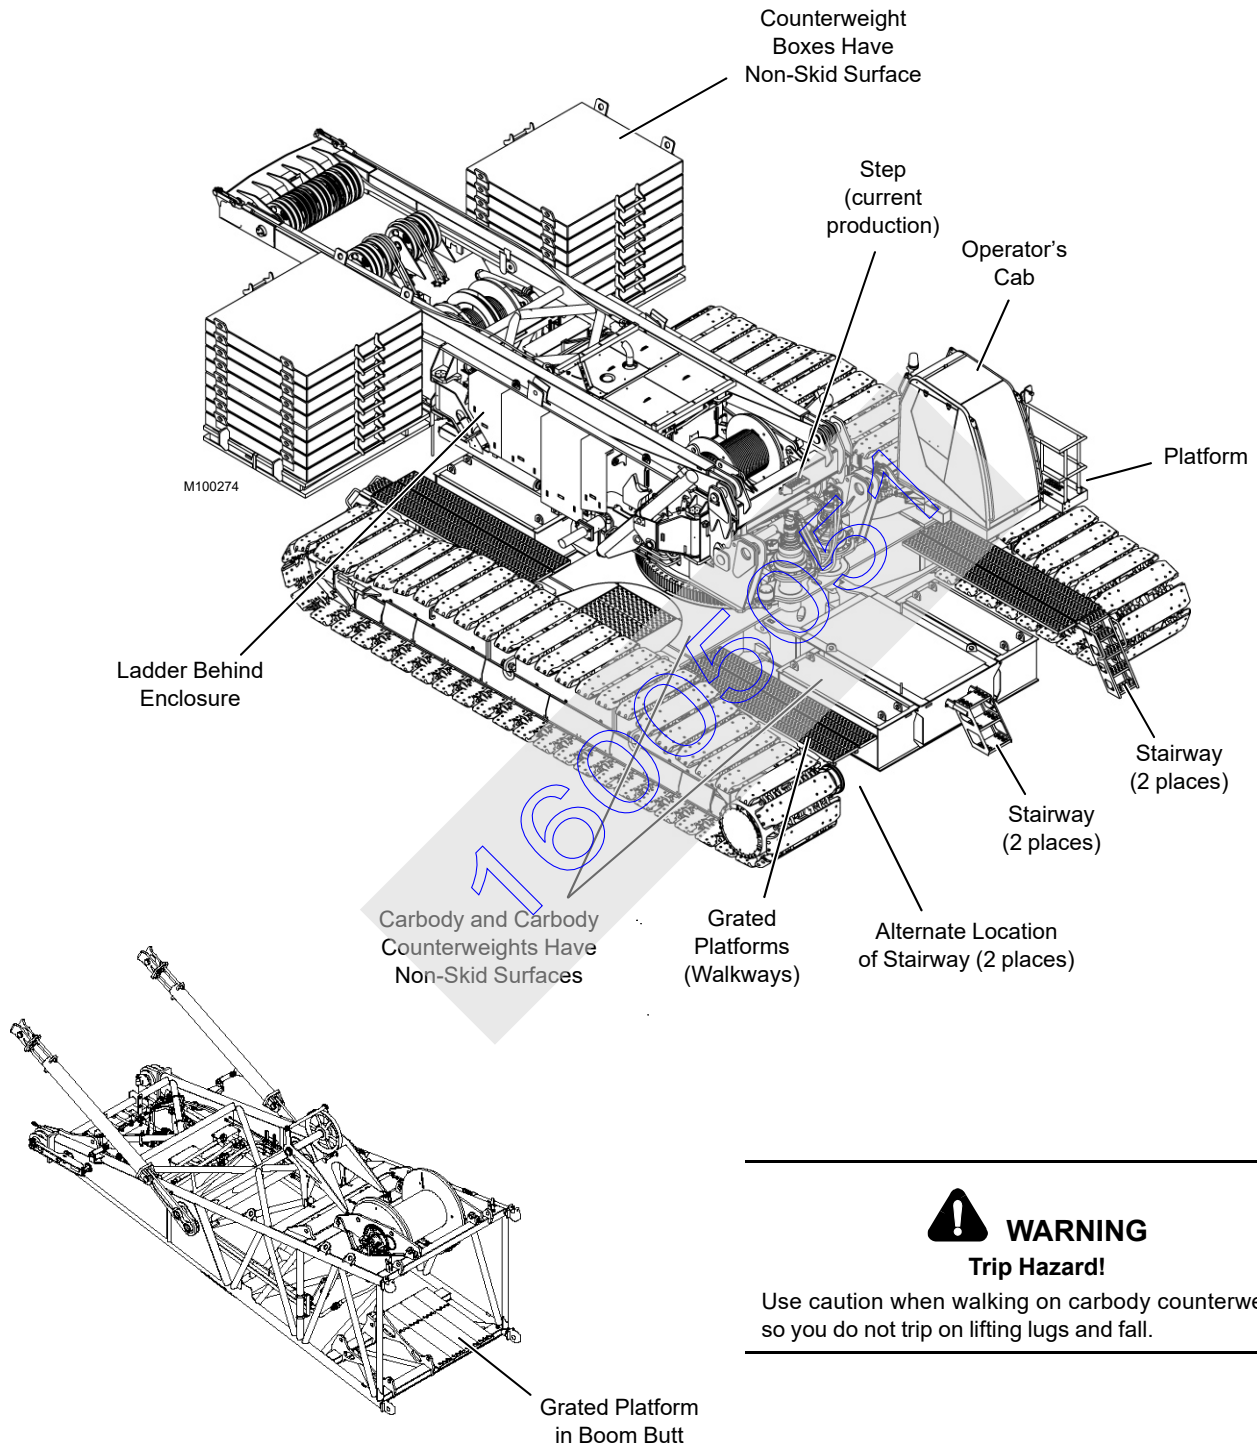 Counterweight
Boxes Have
Non-Skid Surface
Step
(current
production)
Operator’s
Cab
Platform
M100274
Ladder Behind
Enclosure
Stairway
(2 places)
Stairway
(2 places)
Carbody and Carbody
Counterweights Have
Non-Skid Surfaces
Grated
Platforms
(Walkways)
Alternate Location
of Stairway (2 places)
16005051
WARNING
Trip Hazard!
Use caution when walking on carbody
so you do not trip on lifting lugs and fall.
Grated Platform
in Boom Butt